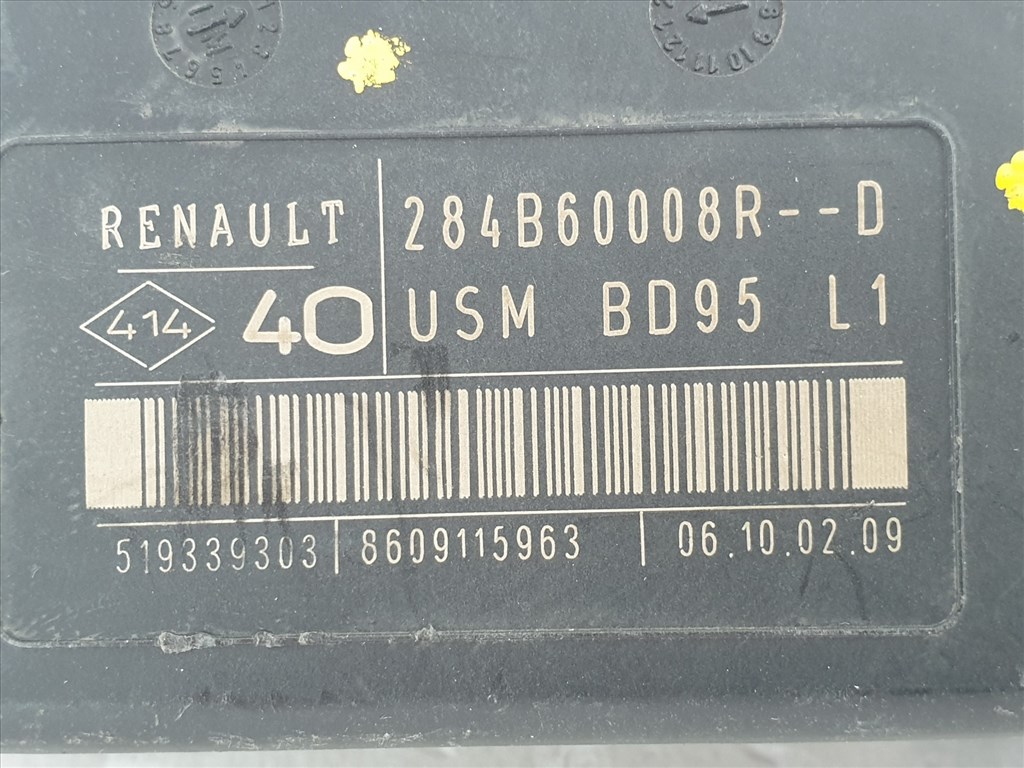 RENAULT 284B60008R--D
414 40 USM BD95 L1
519339303 8609115963 06.10.02.09